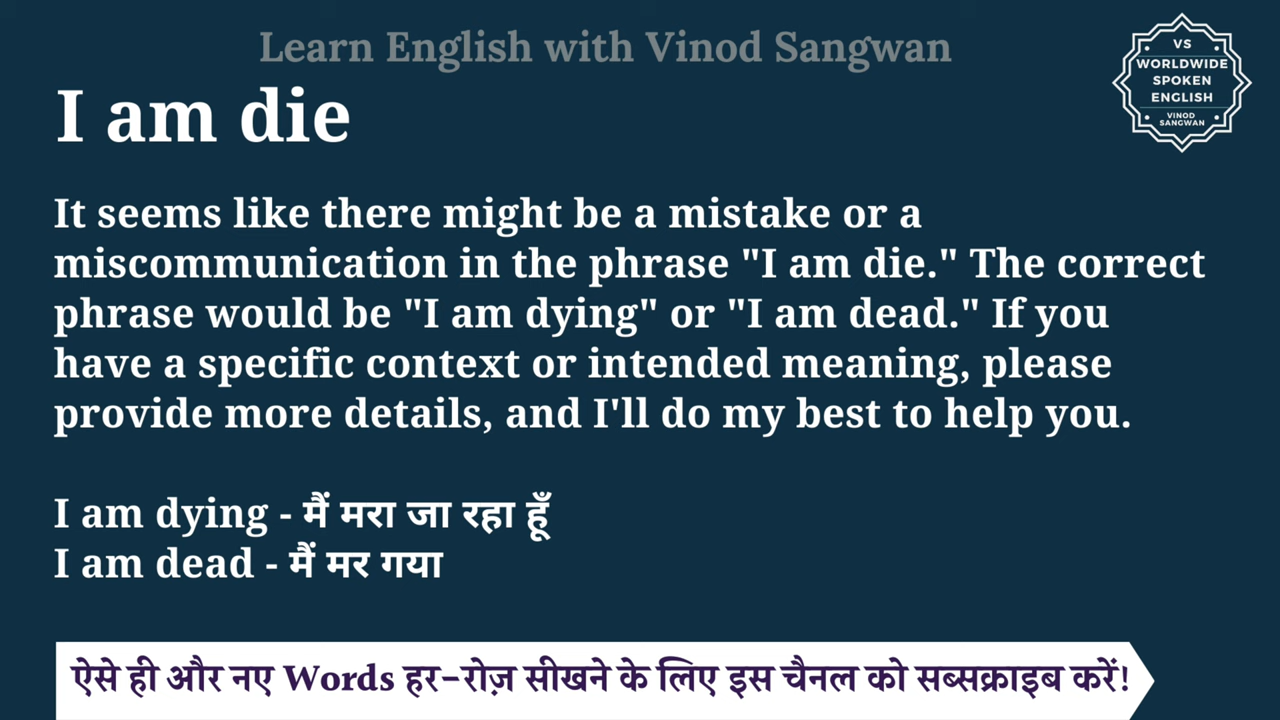 Learn English with Vinod Sangwan
VS
WORLDWIDE
SPOKEN
ENGLISH
VINOD
SANGWAN
I am die
It seems like there might be a mistake or a
miscommunication in the phrase "I am die." The correct
phrase would be "I am dying" or "I am dead." If you
have a specific context or intended meaning, please
provide more details, and I'll do my best to help you.
I am dying - मैं मरा जा रहा हूँ
I am dead - मैं मर गया
ऐसे ही और नए Words हर-रोज़ सीखने के लिए इस चैनल को सब्सक्राइब करें!